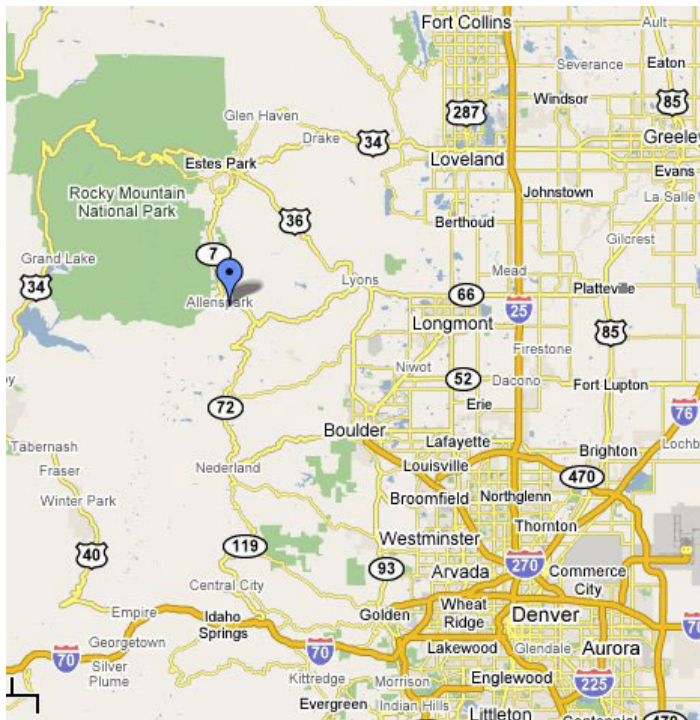 Fort Collins
Ault
Severance
Eaton
Windsor
85
287
Glen Haven
Drake
34
Greeley
Estes Park
Loveland
Evans
Rocky Mountain
National Park
Johnstown
La Salle
36
Berthoud
Gilcrest
7
Grand Lake
Mead
Lyons
34
66
Platteville
Allenspark
25
Longmont
85
Firestone
Niwot
52
Dacono
Fort Lupton
72
Erie
76
Boulder
Lafayette
Tabernash
Brighton
Lochb
Fraser
Nederland
Louisville
470
Winter Park
Broomfield
Northglenn
Thornton
119
Westminster
40
93
270
Arvada
Commerce
City
Central City
Empire
Idaho
Springs
Golden
Wheat
Ridge
Denver
70
Georgetown
70
70
Lakewood
Glendale
Aurora
Silver
Plume
Kittredge
Morrison
Englewood
225
Evergreen
Indian Hills
Littleton
Centennial
470